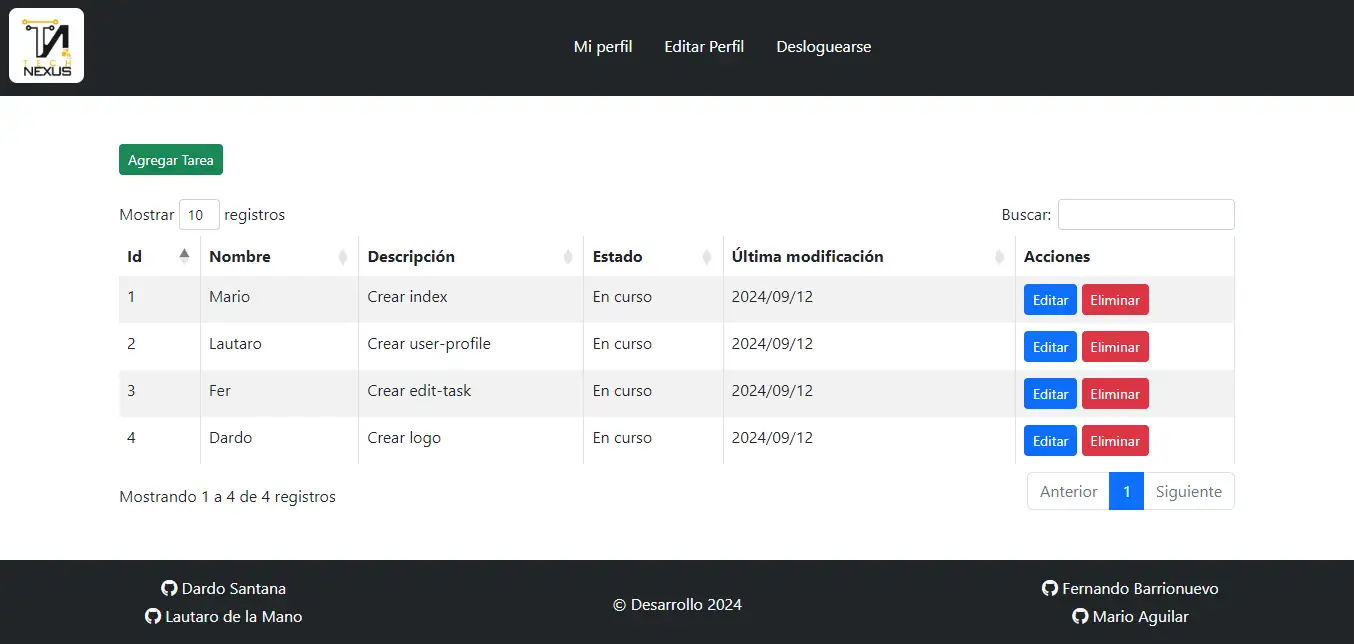 TECH
NEXUS
Mi perfil Editar Perfil Desloguearse
Agregar Tarea
Mostrar 10 registros Buscar:
Id Nombre Descripción Estado Última modificación Acciones
1 Mario Crear index En curso 2024/09/12 Editar Eliminar
2 Lautaro Crear user-profile En curso 2024/09/12 Editar Eliminar
3 Fer Crear edit-task En curso 2024/09/12 Editar Eliminar
4 Dardo Crear logo En curso 2024/09/12 Editar Eliminar
Mostrando 1 a 4 de 4 registros Anterior 1 Siguiente
Dardo Santana
Lautaro de la Mano
© Desarrollo 2024
Fernando Barrionuevo
Mario Aguilar